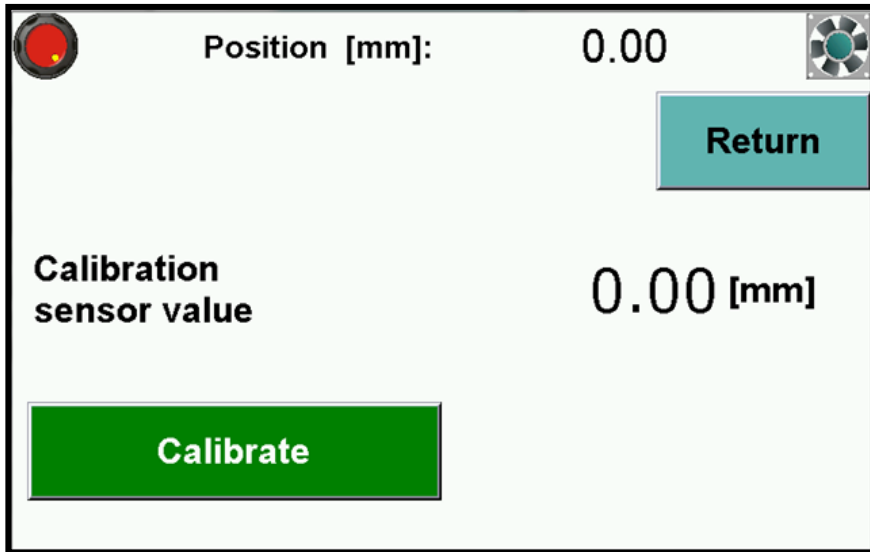 Position [mm]: 0.00
Return
Calibration
sensor value
0.00 [mm]
Calibrate